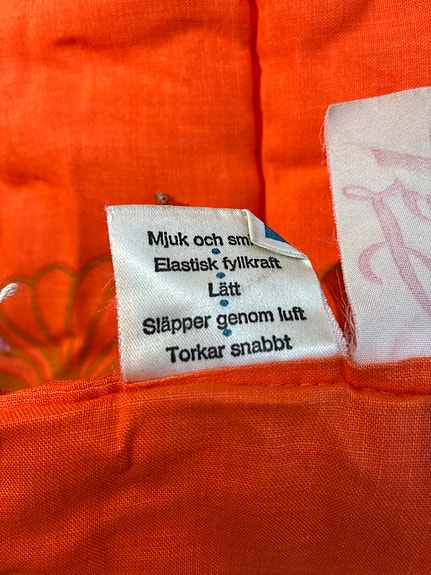 Mjuk och
Elastisk fyllkraft
Lätt
Släpper genom luft
Torkar snabbt